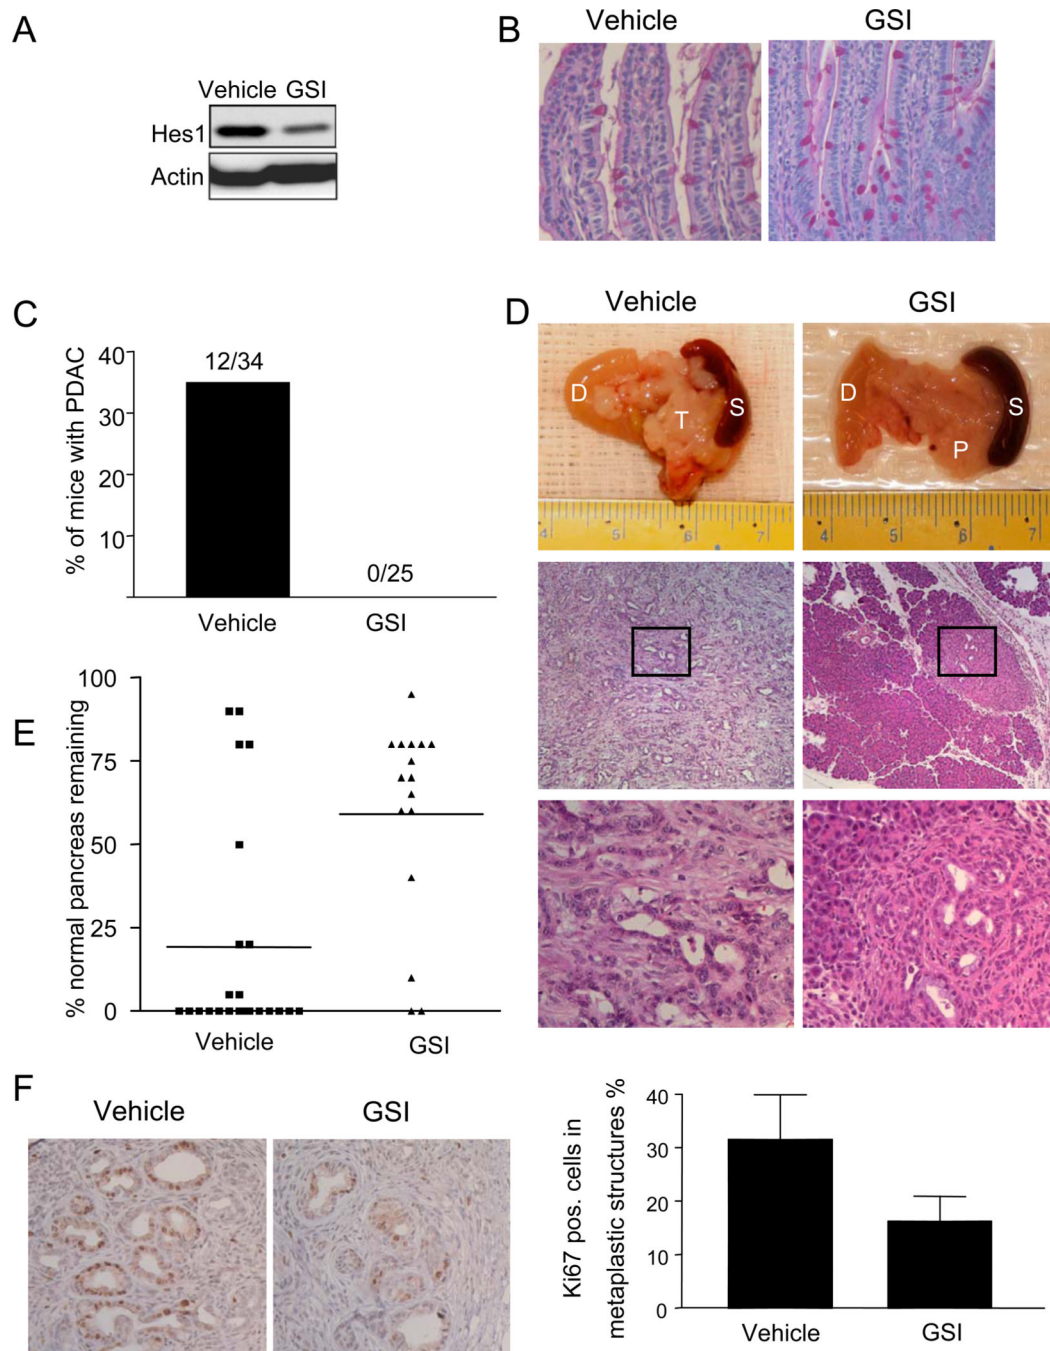 A
Vehicle GSI
Hes1
Actin
B
Vehicle GSI
C
% of mice with PDAC
40
30
20
10
12/34
0/25
Vehicle GSI
D
Vehicle GSI
D T S
D P S
4 5 6 7
4 5 6 7
E
% normal pancreas remaining
100
75
50
25
0
Vehicle GSI
F
Vehicle GSI
Ki67 pos. cells in
metaplastic structures %
40
30
20
10
0
Vehicle GSI